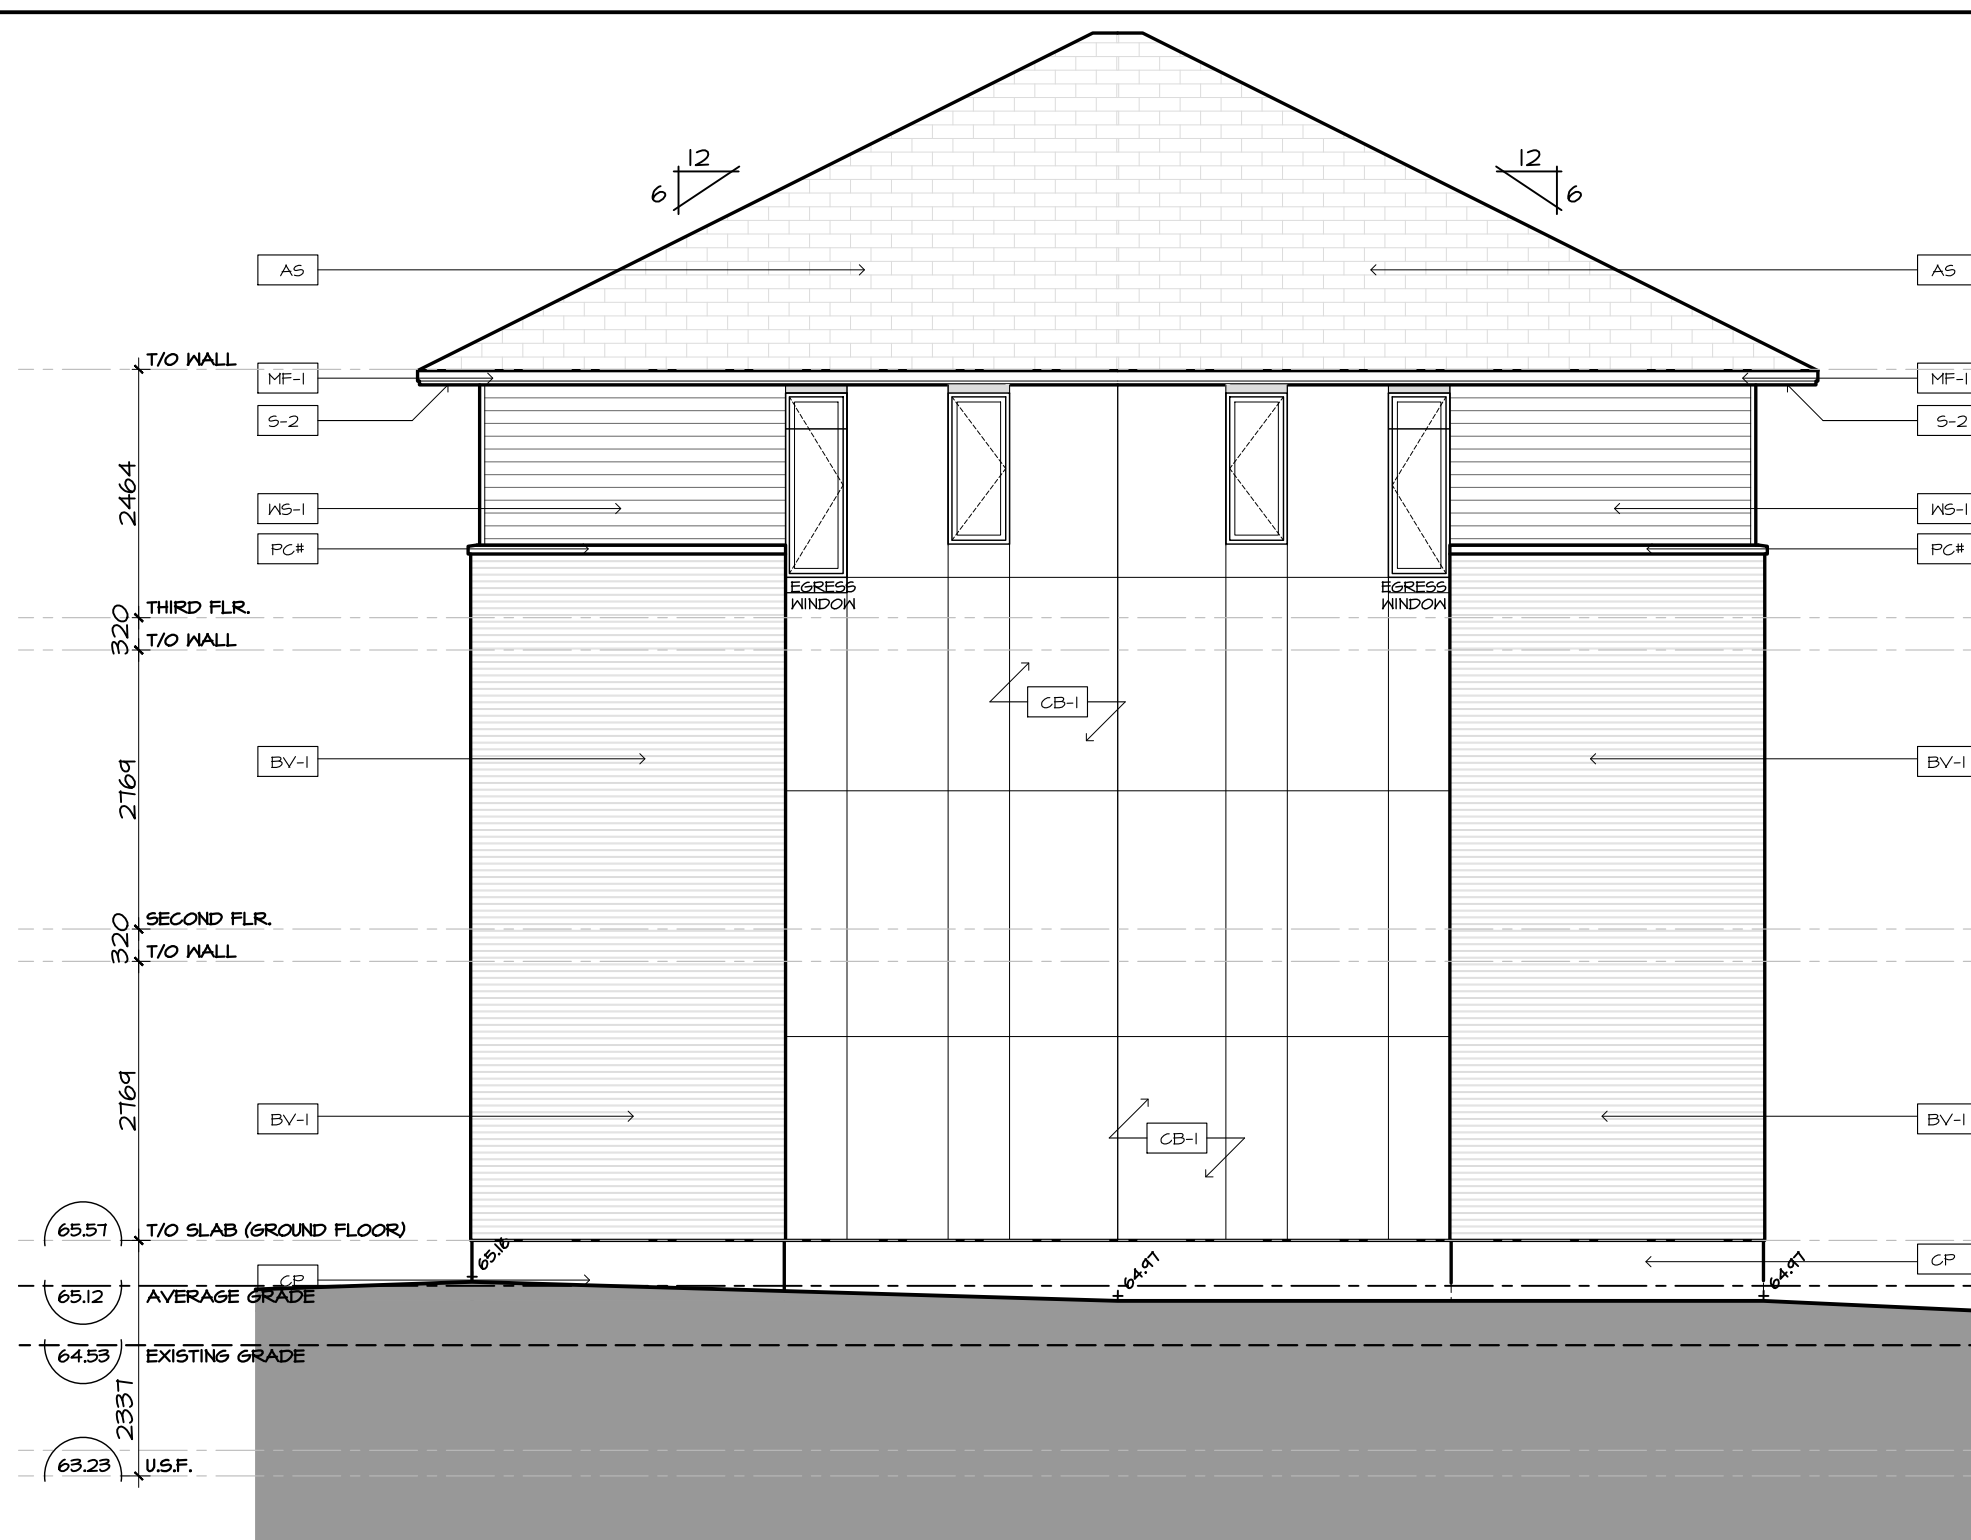 12
6
12
6
AS
AS
T/O WALL
MF-1
MF-1
S-2
S-2
2464
WS-1
WS-1
PC#
PC#
EGRESS
WINDOW
EGRESS
WINDOW
THIRD FLR.
320
T/O WALL
CB-1
BV-1
BV-1
2769
SECOND FLR.
320
T/O WALL
2769
BV-1
BV-1
CB-1
65.57
T/O SLAB (GROUND FLOOR)
65.16
64.97
64.97
CP
CP
65.12
AVERAGE GRADE
64.53
EXISTING GRADE
2337
63.23
U.S.F.